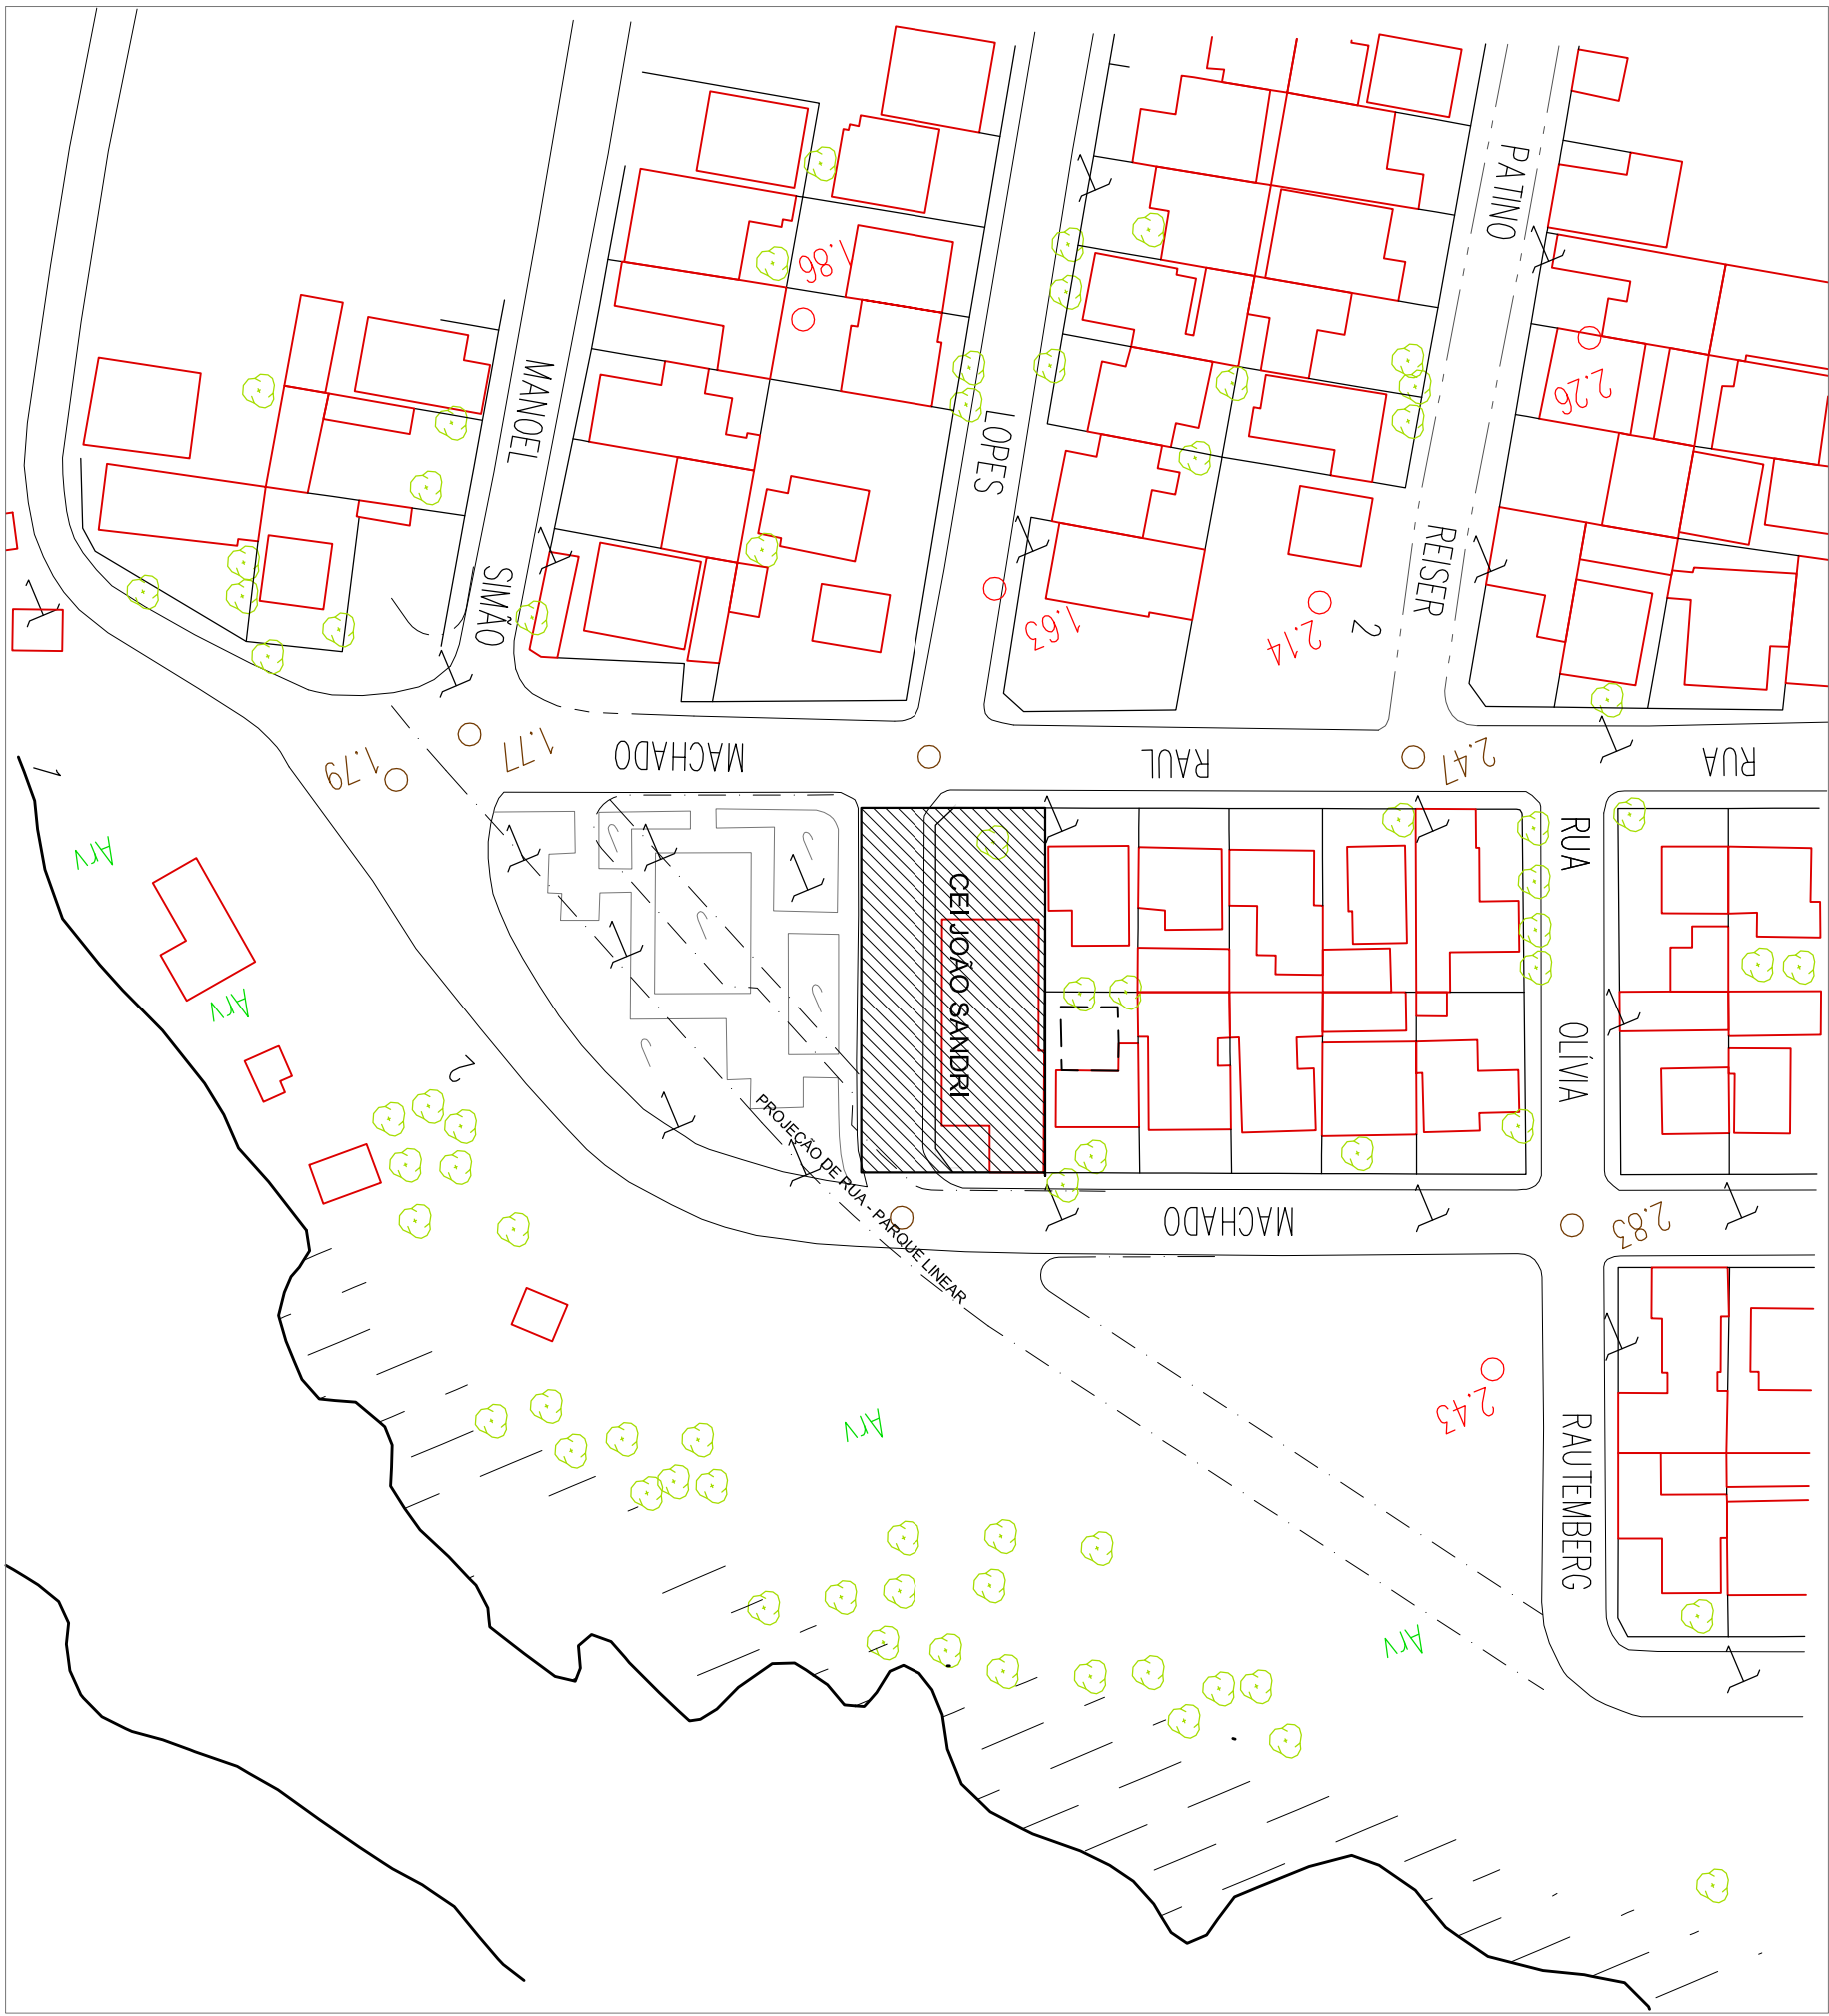 PATINO
1.86
MANOEL
LOPES
2.26
REISER
SIMÃO
1.63
2.14
2
1.79
1.77
MACHADO
RAUL
2.47
RUA
1
Arv
RUA
CEI JOÃO SANDRI
Arv
OLÍVIA
2
PROJEÇÃO DE RUA - PARQUE LINEAR
MACHADO
2.83
Arv
2.43
RAUTEMBERG
Arv